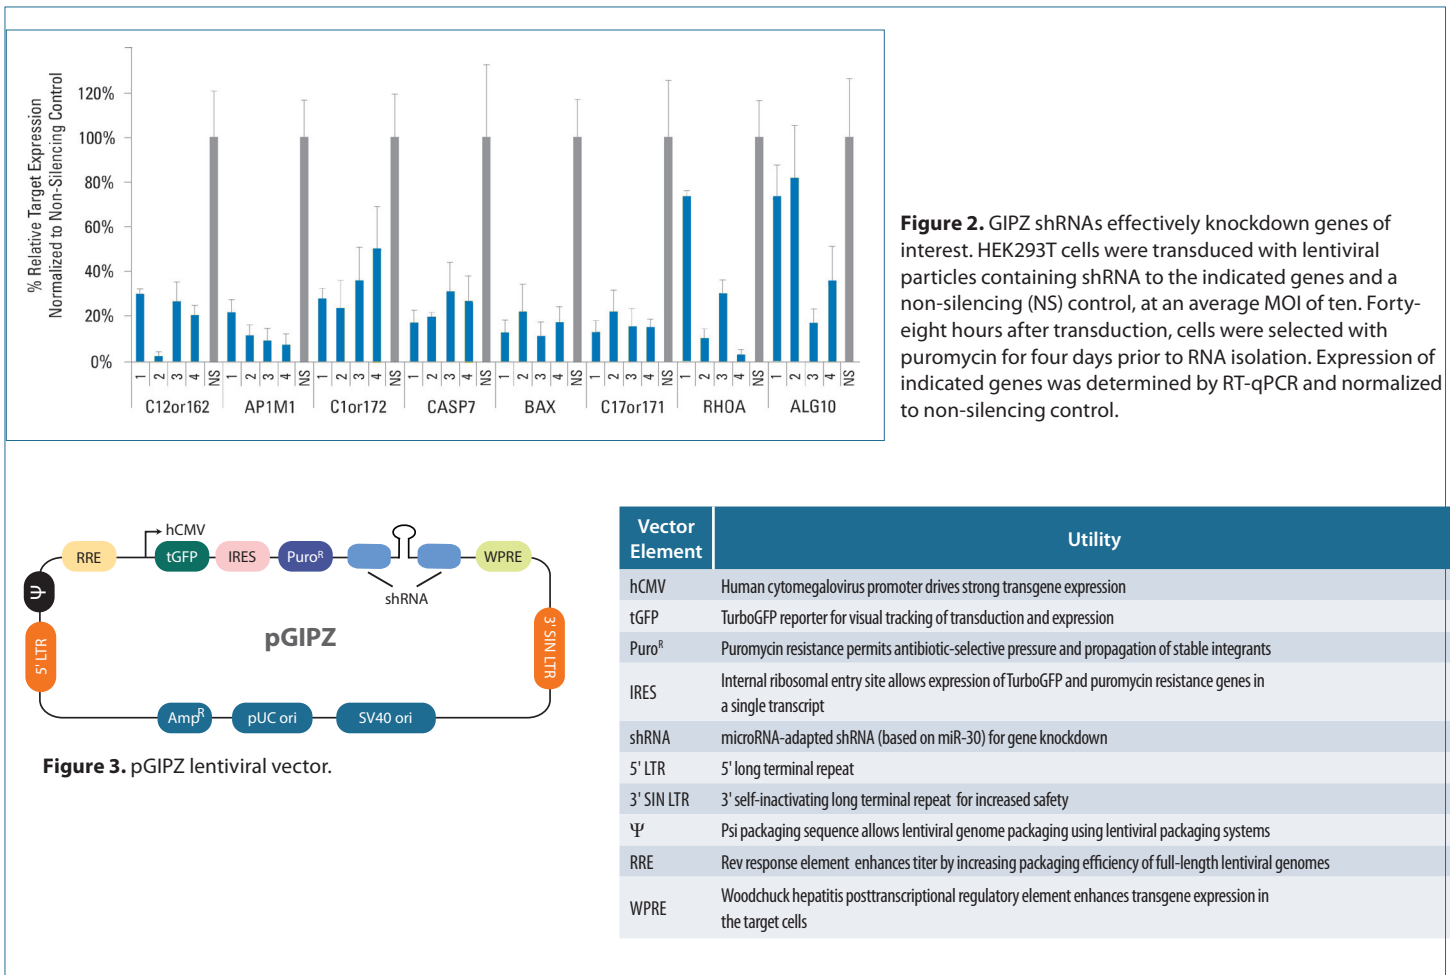 % Relative Target Expression
Normalized to Non-Silencing Control
120%
100%
80%
60%
40%
20%
0%
1 2 3 4 NS 1 2 3 4 NS 1 2 3 4 NS 1 2 3 4 NS 1 2 3 4 NS 1 2 3 4 NS 1 2 3 4 NS 1 2 3 4 NS
C12or162 AP1M1 C1or172 CASP7 BAX C17or171 RHOA ALG10
Figure 2. GIPZ shRNAs effectively knockdown genes of
interest. HEK293T cells were transduced with lentiviral
particles containing shRNA to the indicated genes and a
non-silencing (NS) control, at an average MOI of ten. Forty-
eight hours after transduction, cells were selected with
puromycin for four days prior to RNA isolation. Expression of
indicated genes was determined by RT-qPCR and normalized
to non-silencing control.
hCMV
RRE tGFP IRES Puroᴿ WPRE
shRNA
Ψ
5' LTR
pGIPZ
3' SIN LTR
Ampᴿ pUC ori SV40 ori
Figure 3. pGIPZ lentiviral vector.
Vector
Element
Utility
hCMV Human cytomegalovirus promoter drives strong transgene expression
tGFP TurboGFP reporter for visual tracking of transduction and expression
Puroᴿ Puromycin resistance permits antibiotic-selective pressure and propagation of stable integrants
IRES Internal ribosomal entry site allows expression of TurboGFP and puromycin resistance genes in
a single transcript
shRNA microRNA-adapted shRNA (based on miR-30) for gene knockdown
5' LTR 5' long terminal repeat
3' SIN LTR 3' self-inactivating long terminal repeat for increased safety
Ψ Psi packaging sequence allows lentiviral genome packaging using lentiviral packaging systems
RRE Rev response element enhances titer by increasing packaging efficiency of full-length lentiviral genomes
WPRE Woodchuck hepatitis posttranscriptional regulatory element enhances transgene expression in
the target cells